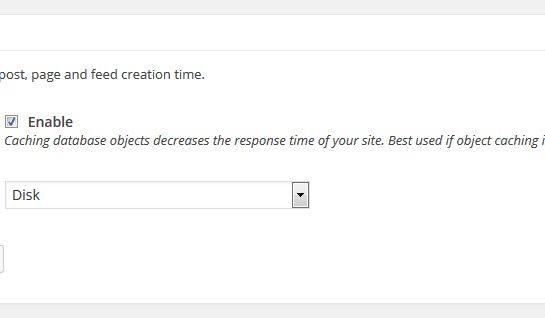 post, page and feed creation time.
Enable
Caching database objects decreases the response time of your site. Best used if object caching i
Disk